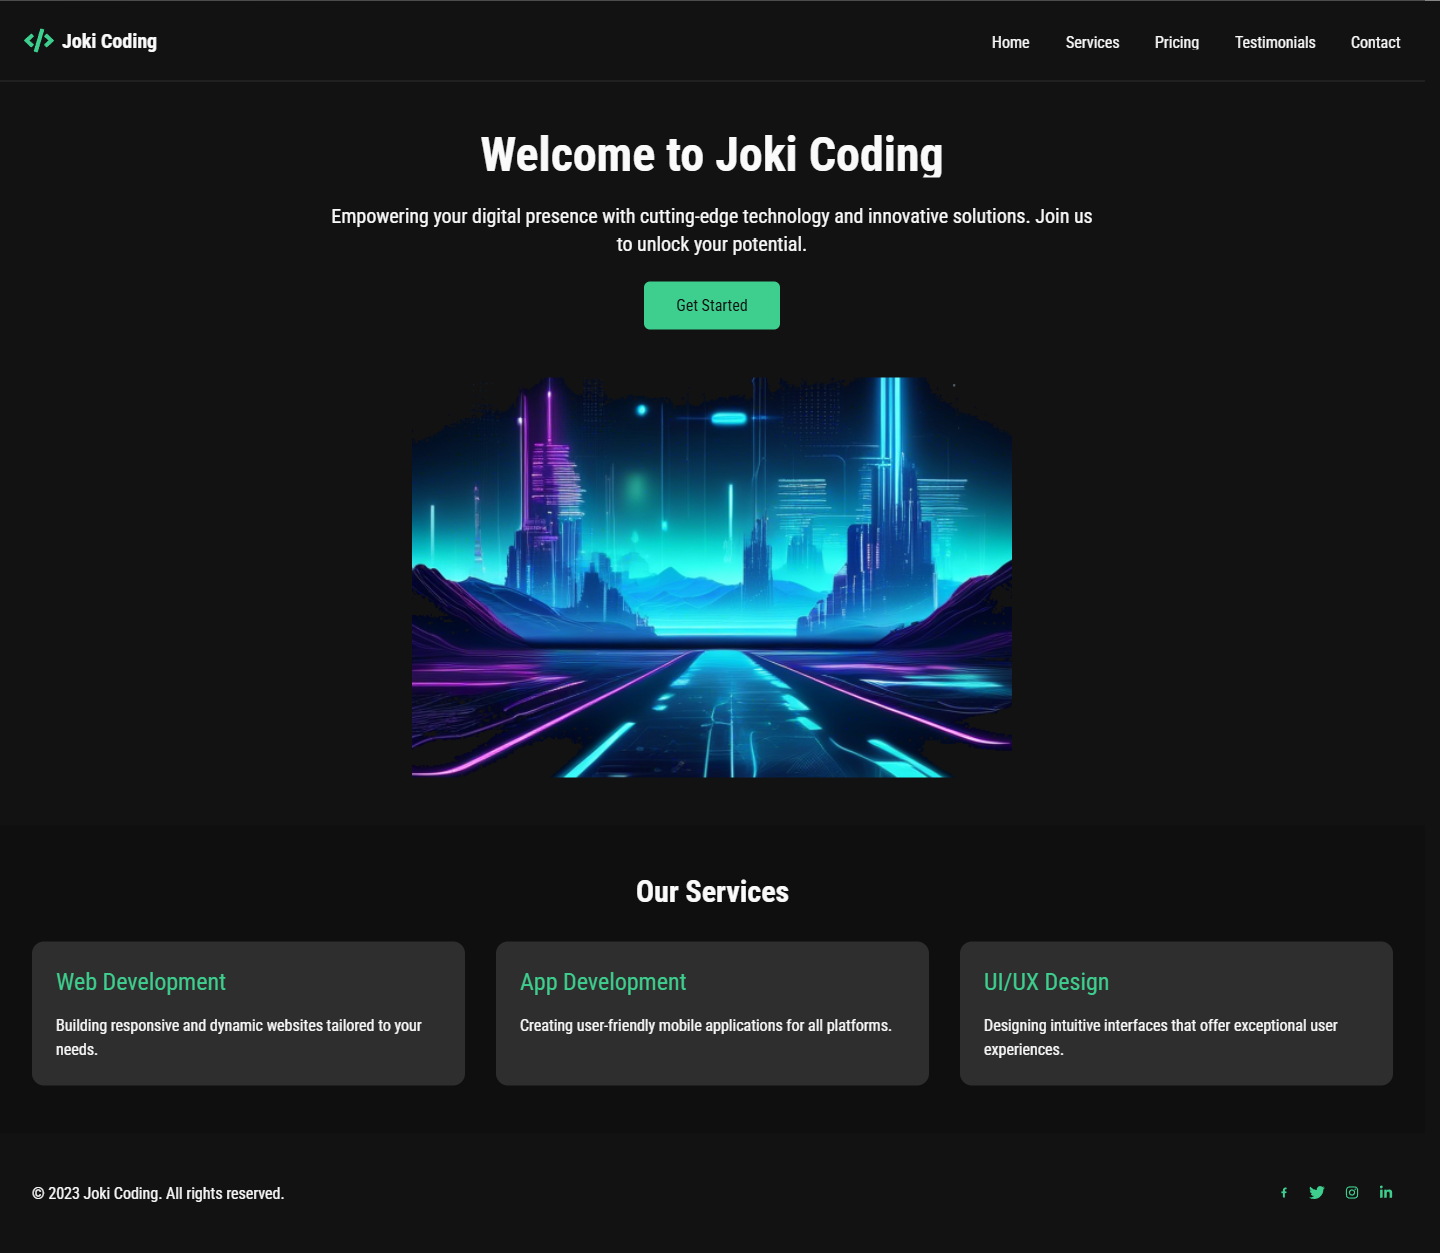 Joki Coding
Home Services Pricing Testimonials Contact
Welcome to Joki Coding
Empowering your digital presence with cutting-edge technology and innovative solutions. Join us
to unlock your potential.
Get Started
Our Services
Web Development
Building responsive and dynamic websites tailored to your
needs.
App Development
Creating user-friendly mobile applications for all platforms.
UI/UX Design
Designing intuitive interfaces that offer exceptional user
experiences.
© 2023 Joki Coding. All rights reserved.